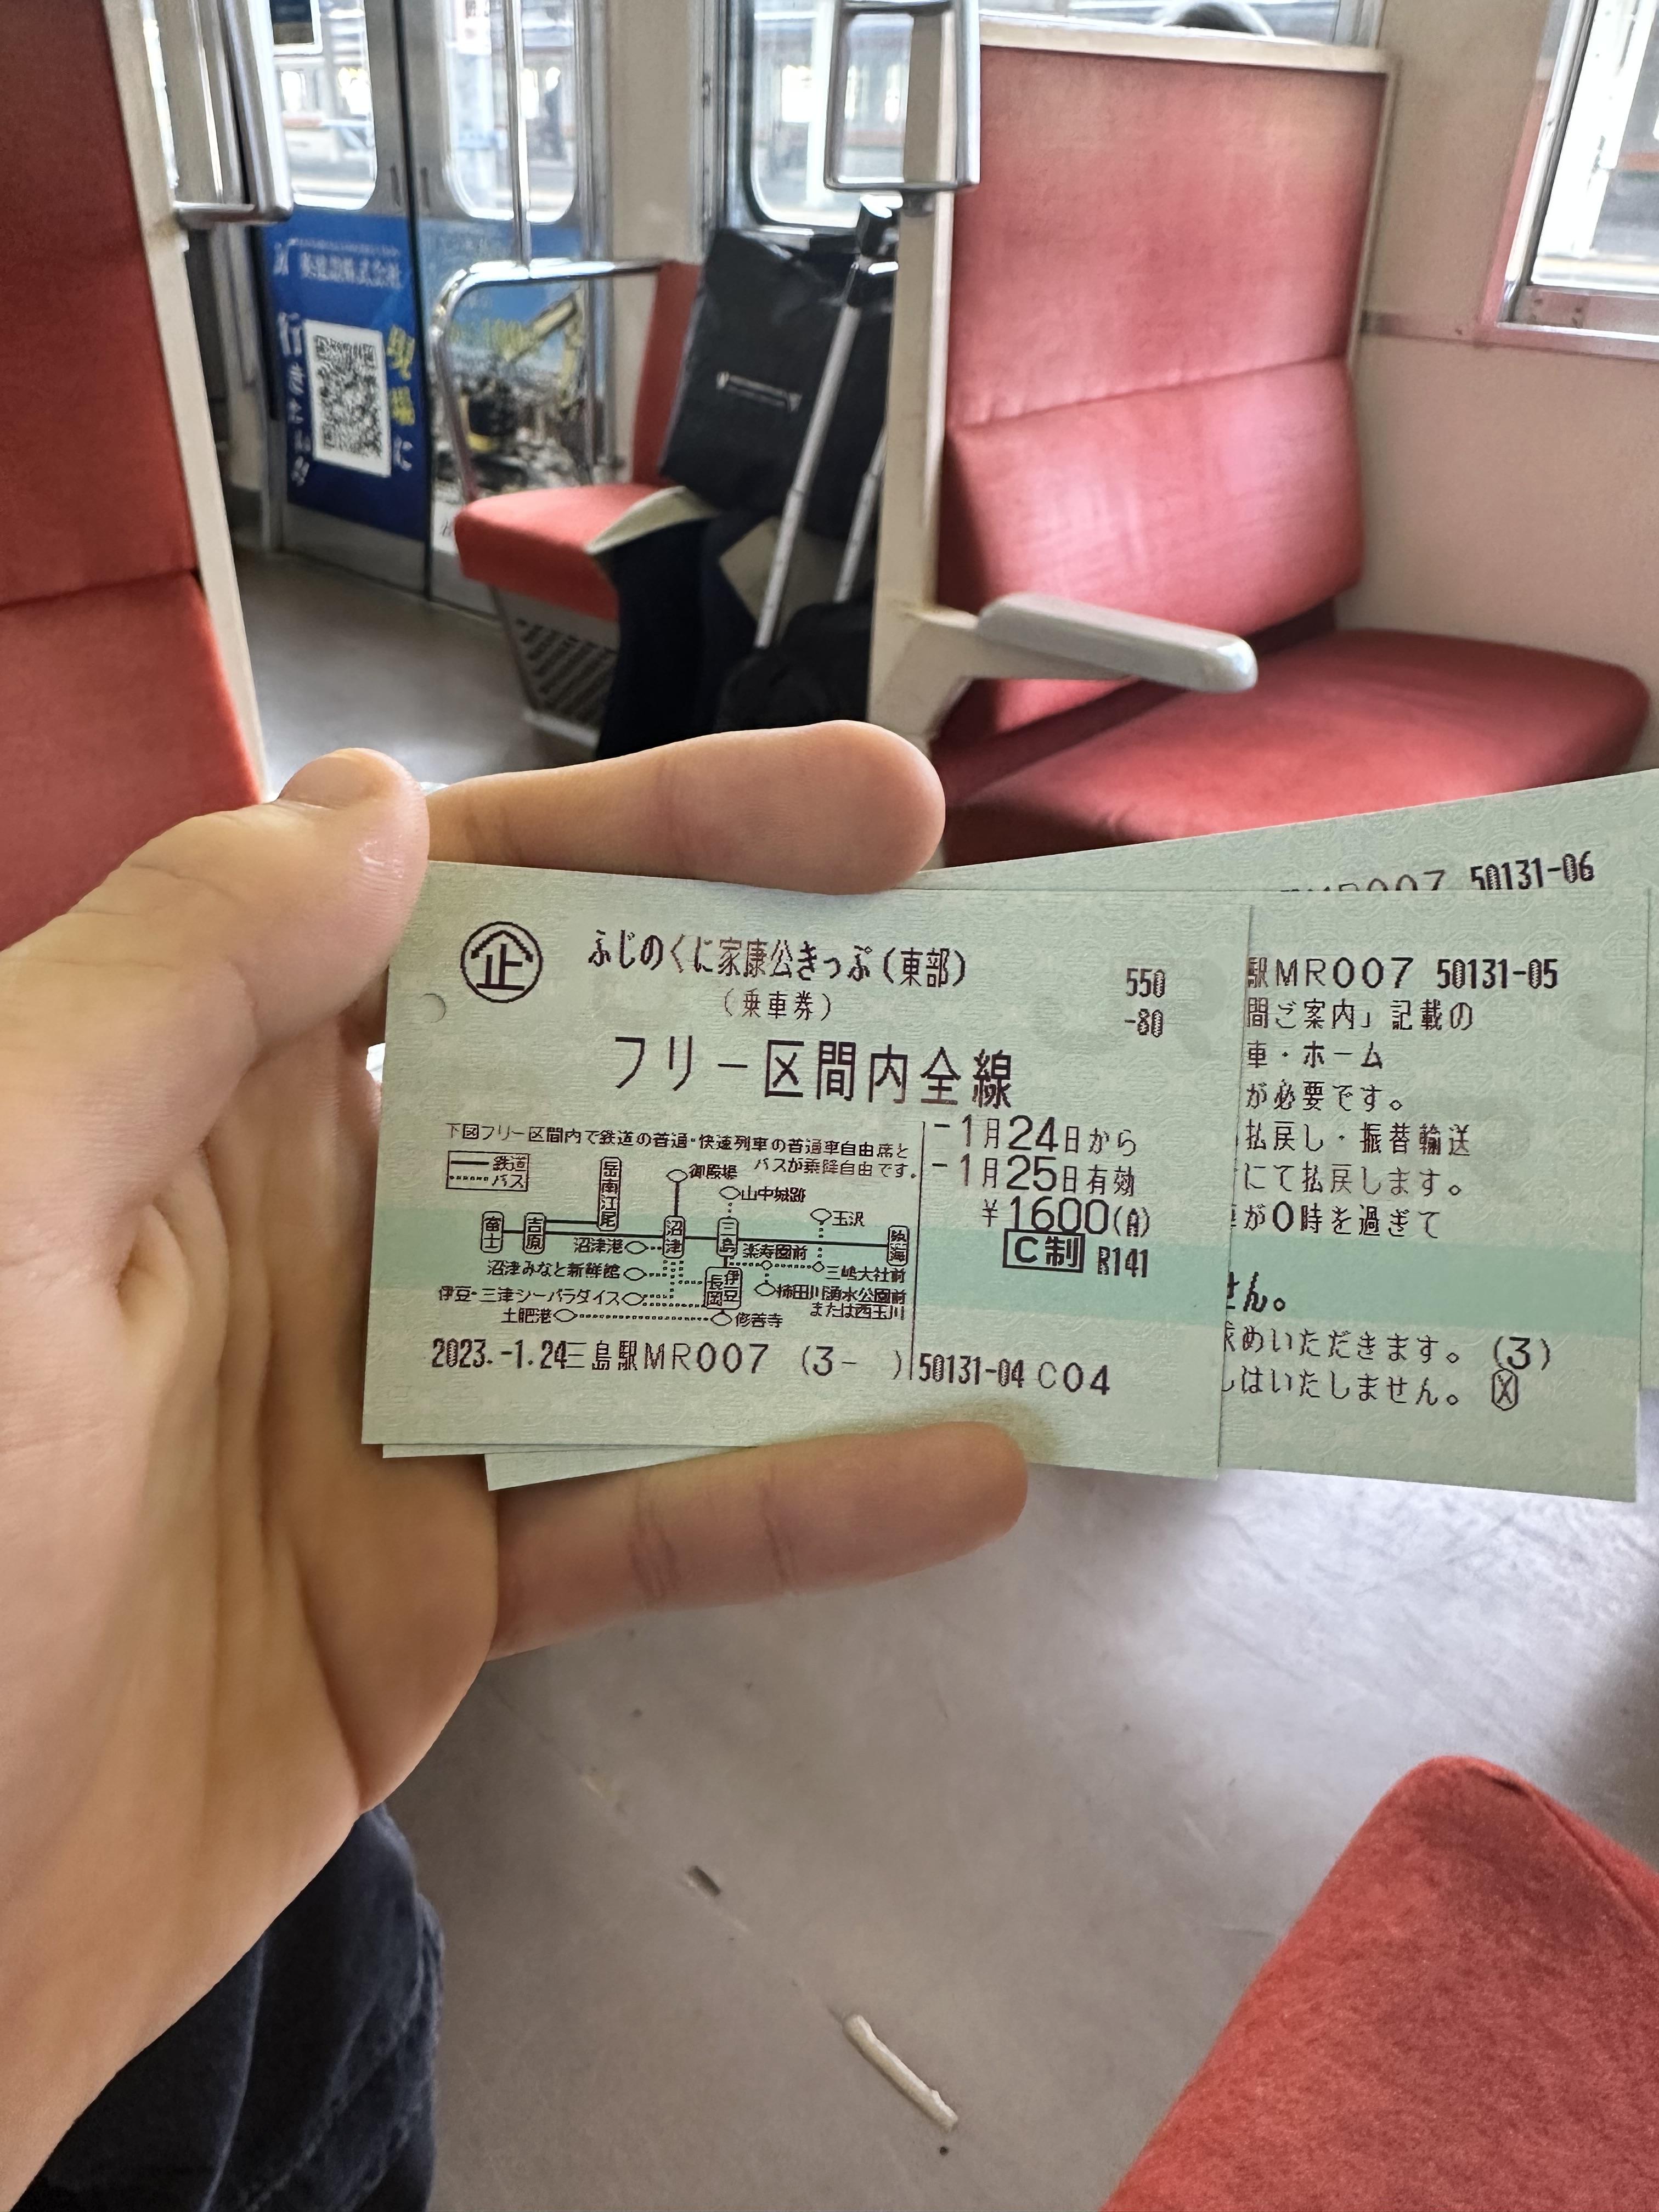 企
ふじのくに家康公きっぷ(東部)
(乗車券)
550
-80
フリー区間内全線
下図フリー区間内で鉄道の普通・快速列車の普通車自由席と
バスが乗降自由です。
鉄道
バス
岳南江尾
御殿場
山中城跡
玉沢
富士
吉原
沼津
三島
熱海
沼津港
楽寿園前
三嶋大社前
沼津みなと新鮮館
伊豆長岡
柿田川湧水公園前
または西玉川
伊豆・三津シーパラダイス
土肥港
修善寺
-1月24日から
-1月25日有効
¥1600
C制 R141
2023.-1.24三島駅MR007 (3- ) 50131-04 C04
50131-06
駅MR007 50131-05
間ご案内」記載の
車・ホーム
が必要です。
払戻し・振替輸送
にて払戻します。
が0時を過ぎて
せん。
求めいただきます。(3)
しはいたしません。
現場に
行きたい